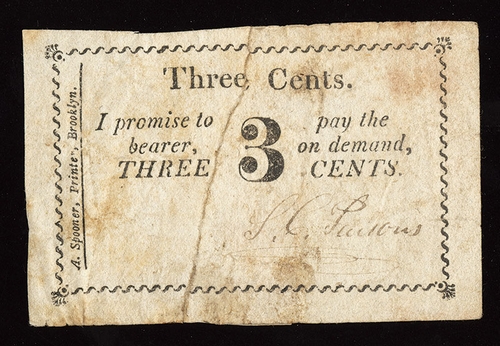 Three Cents.
I promise to pay the
bearer, on demand,
THREE 3 CENTS.
A. Spooner, Printer, Brooklyn.